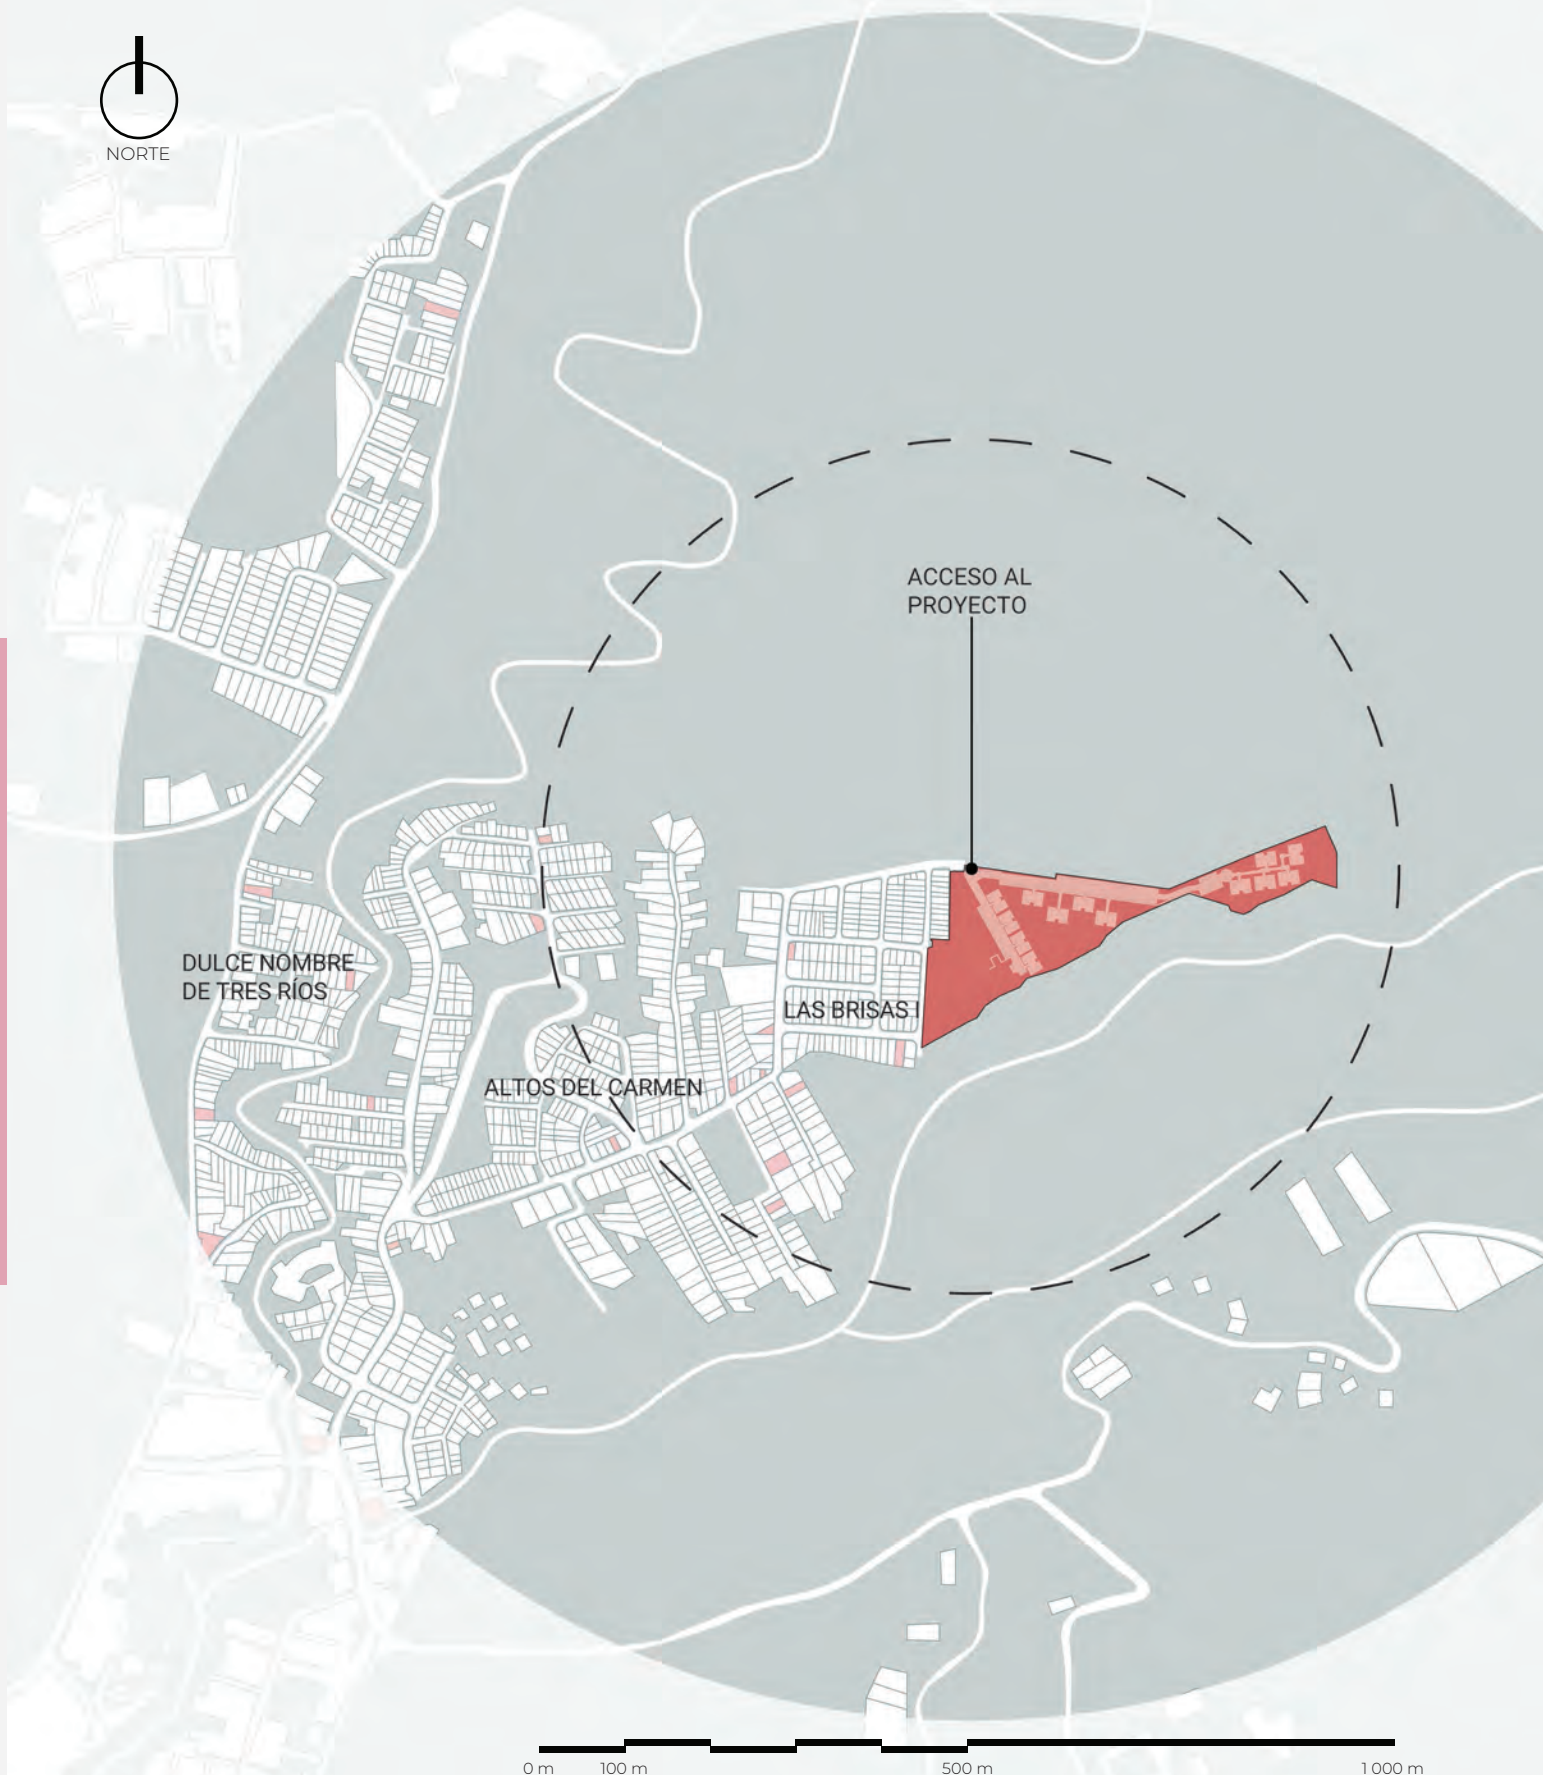 NORTE
ACCESO AL
PROYECTO
DULCE NOMBRE
DE TRES RÍOS
LAS BRISAS I
ALTOS DEL CARMEN
0 m
100 m
500 m
1 000 m